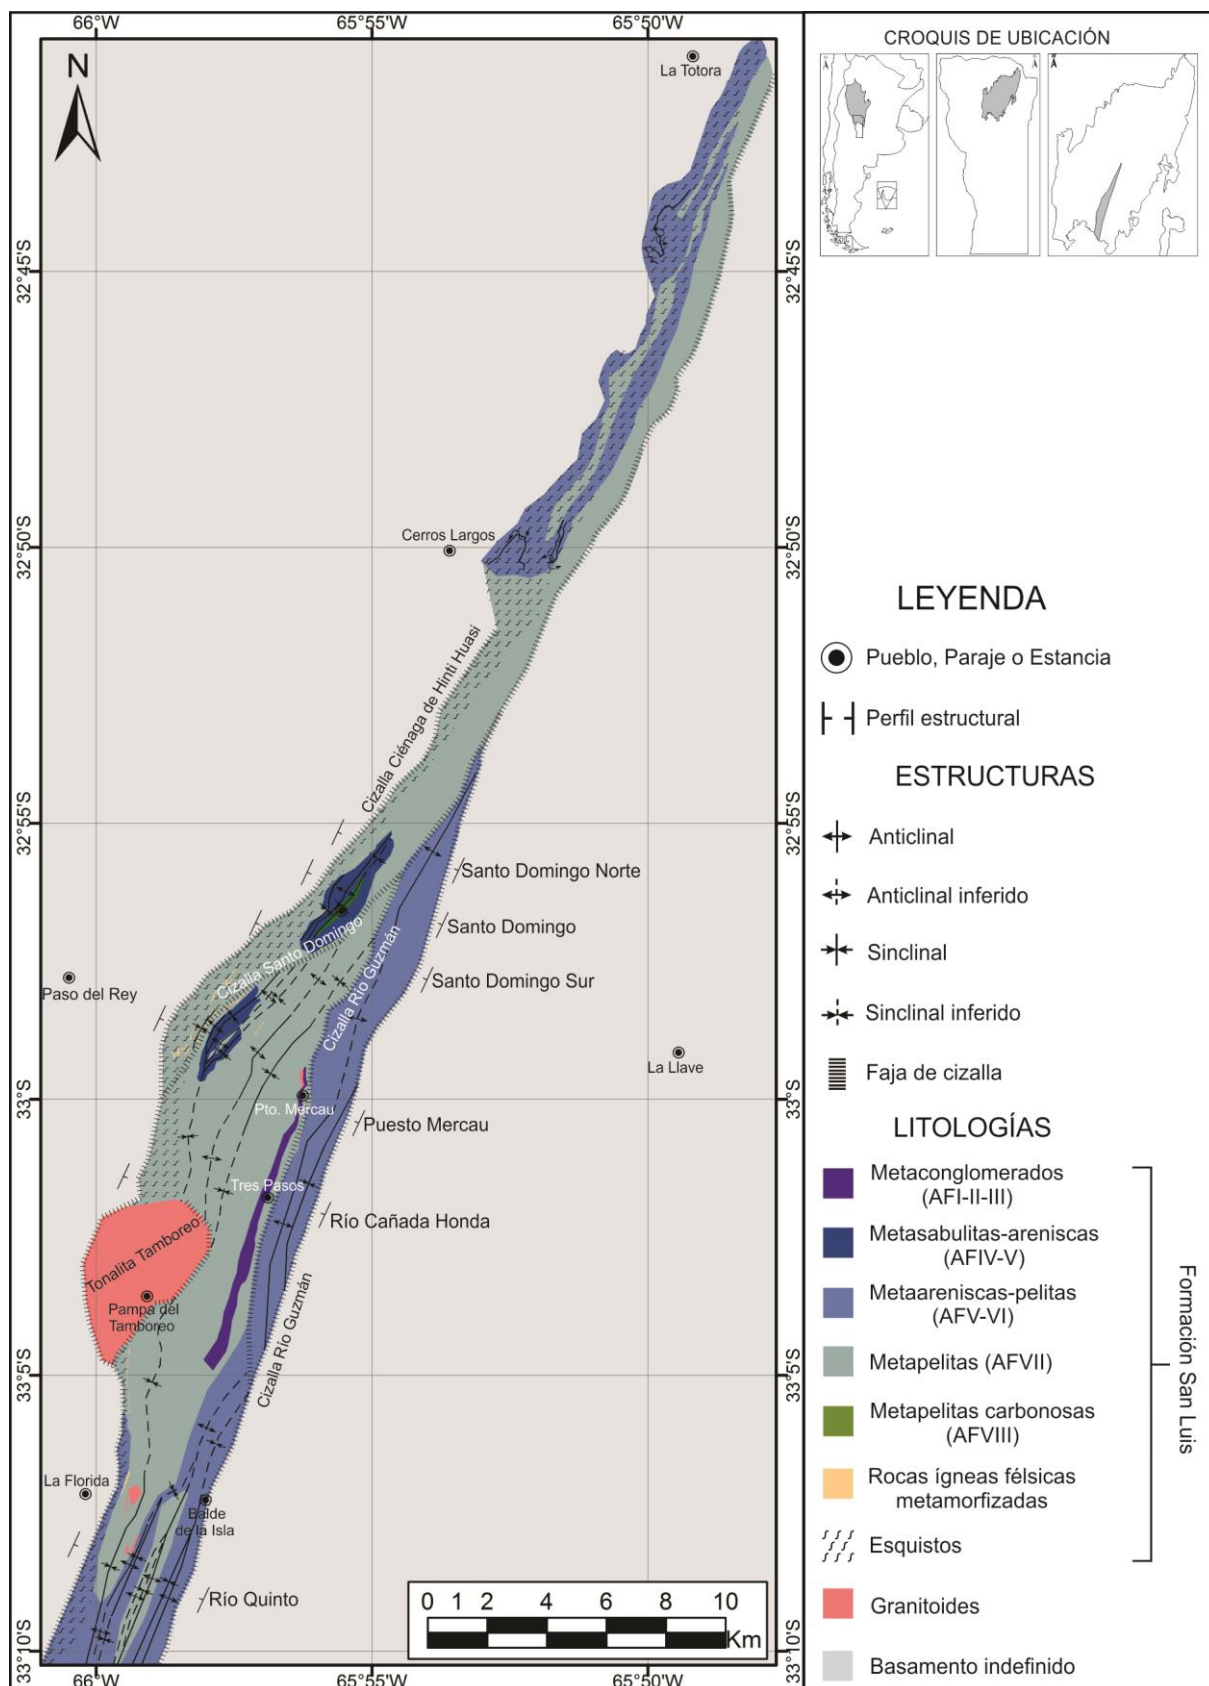 66°W
65°55'W
65°50'W
N
La Totora
32°45'S
32°45'S
32°50'S
32°50'S
Cerros Largos
Cizalla Ciénaga de Hinti Huasi
32°55'S
32°55'S
Santo Domingo Norte
Santo Domingo
Santo Domingo Sur
Cizalla Santo Domingo
Cizalla Río Guzmán
Paso del Rey
La Llave
33°S
33°S
Pto. Mercau
Puesto Mercau
Tres Pasos
Río Cañada Honda
Tonalita Tamboreo
Pampa del
Tamboreo
Cizalla Río Guzmán
33°5'S
33°5'S
La Florida
Balde
de la Isla
Río Quinto
0 1 2 4 6 8 10
Km
33°10'S
33°10'S
66°W
65°55'W
65°50'W
CROQUIS DE UBICACIÓN
LEYENDA
Pueblo, Paraje o Estancia
Perfil estructural
ESTRUCTURAS
Anticlinal
Anticlinal inferido
Sinclinal
Sinclinal inferido
Faja de cizalla
LITOLOGÍAS
Metaconglomerados
(AFI-II-III)
Metasabulitas-areniscas
(AFIV-V)
Metaareniscas-pelitas
(AFV-VI)
Metapelitas (AFVII)
Metapelitas carbonosas
(AFVIII)
Rocas ígneas félsicas
metamorfizadas
Esquistos
Formación San Luis
Granitoides
Basamento indefinido